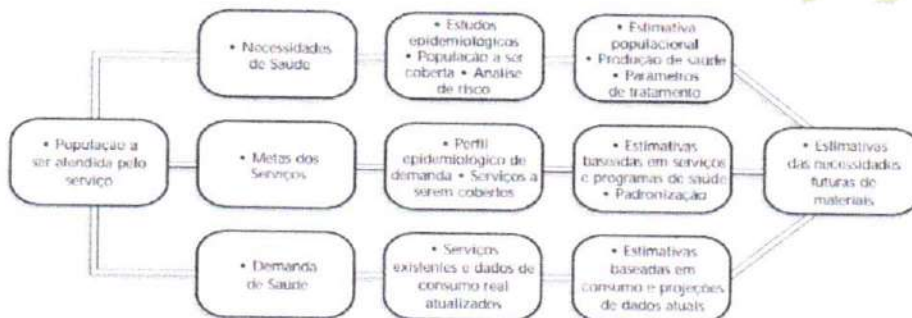 • Necessidades
de Saúde
• Estudos
epidemiológicos
• População a ser
coberta • Análise
de risco
• Estimativa
populacional
• Produção de saúde
• Parâmetros
de tratamento
• População a
ser atendida pelo
serviço
• Metas dos
Serviços
• Perfil
epidemiológico de
demanda • Serviços a
serem cobertos
• Estimativas
baseadas em serviços
e programas de saúde
• Padronização
• Estimativas
das necessidades
futuras de
materiais
• Demanda
de Saúde
• Serviços
existentes e dados de
consumo real
atualizados
• Estimativas
baseadas em
consumo e projeções
de dados atuais